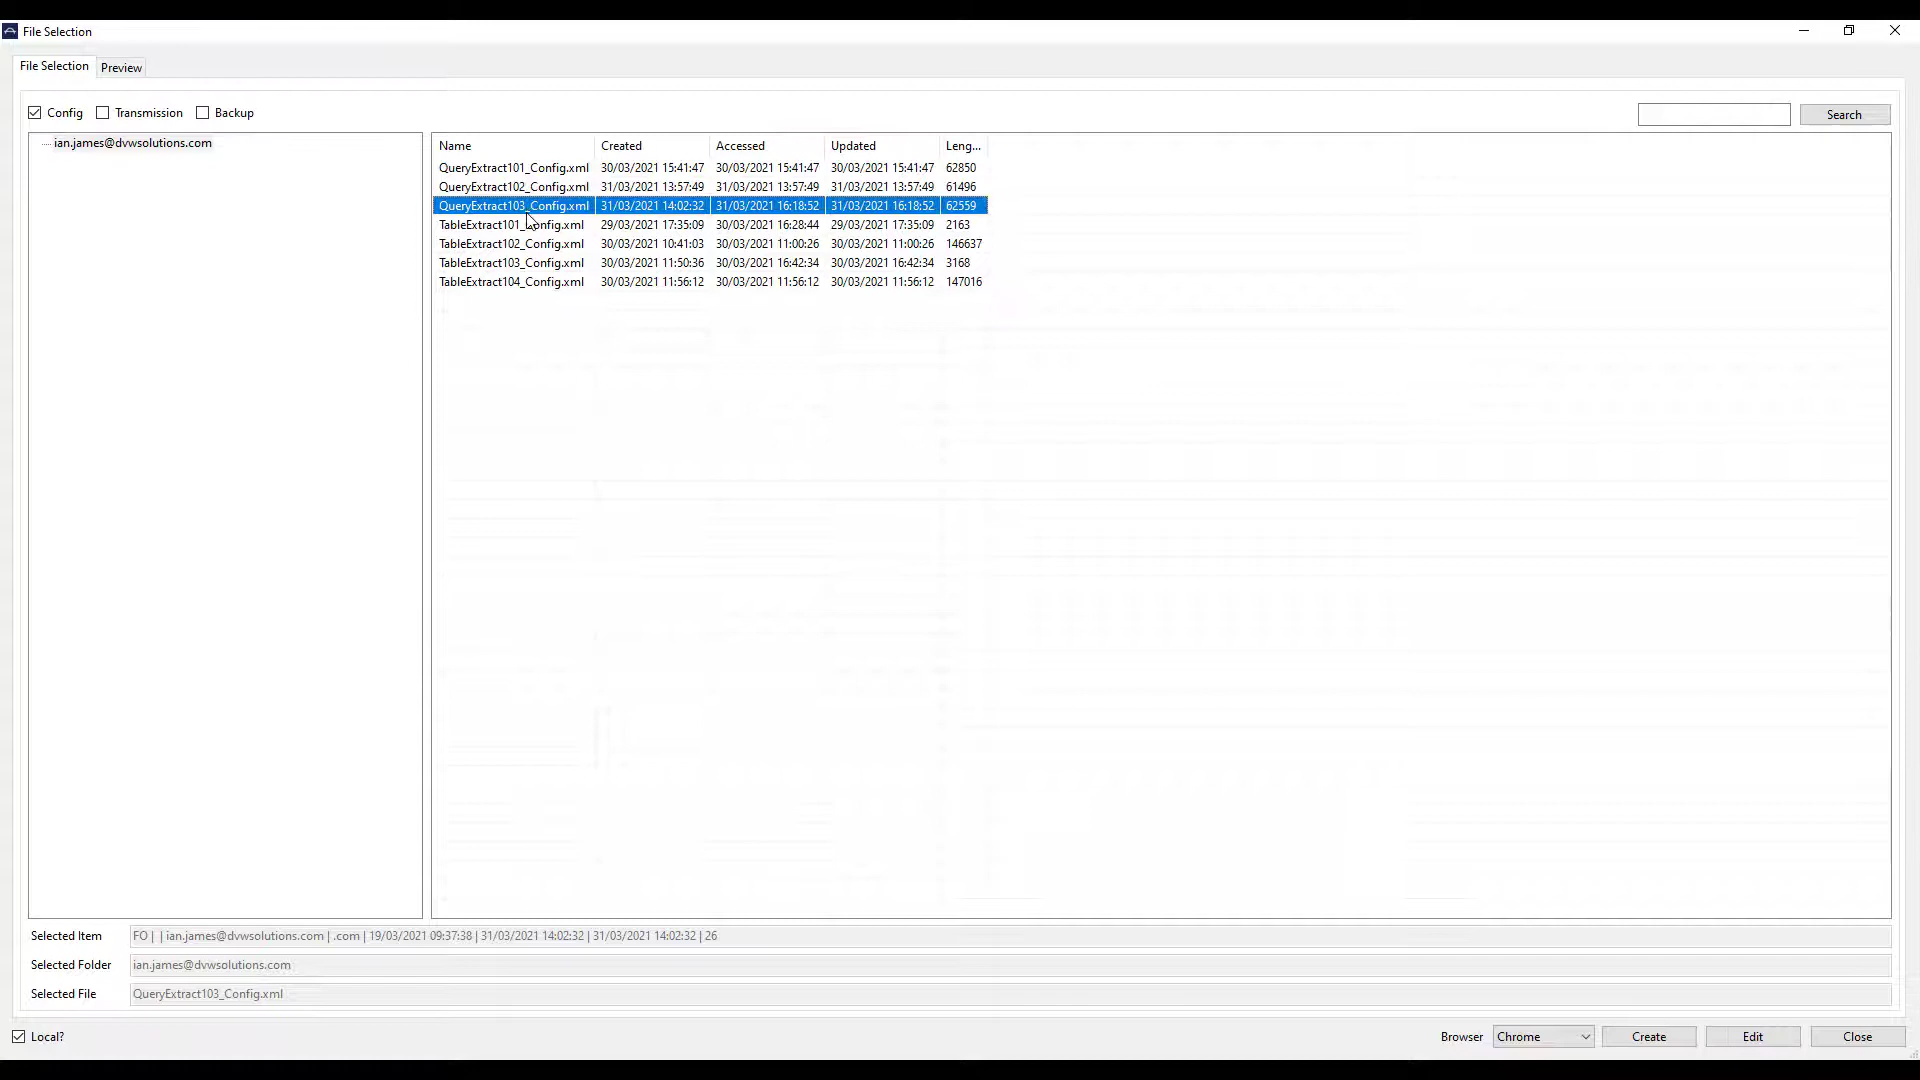 File Selection
File Selection Preview
Config Transmission Backup Search
ian.james@dvwsolutions.com
Name Created Accessed Updated Leng...
QueryExtract101_Config.xml 30/03/2021 15:41:47 30/03/2021 15:41:47 30/03/2021 15:41:47 62850
QueryExtract102_Config.xml 31/03/2021 13:57:49 31/03/2021 13:57:49 31/03/2021 13:57:49 61496
QueryExtract103_Config.xml 31/03/2021 14:02:32 31/03/2021 16:18:52 31/03/2021 16:18:52 62559
TableExtract101_Config.xml 29/03/2021 17:35:09 30/03/2021 16:28:44 29/03/2021 17:35:09 2163
TableExtract102_Config.xml 30/03/2021 10:41:03 30/03/2021 11:00:26 30/03/2021 11:00:26 146637
TableExtract103_Config.xml 30/03/2021 11:50:36 30/03/2021 16:42:34 30/03/2021 16:42:34 3168
TableExtract104_Config.xml 30/03/2021 11:56:12 30/03/2021 11:56:12 30/03/2021 11:56:12 147016
Selected Item FO | | ian.james@dvwsolutions.com | .com | 19/03/2021 09:37:38 | 31/03/2021 14:02:32 | 31/03/2021 14:02:32 | 26
Selected Folder ian.james@dvwsolutions.com
Selected File QueryExtract103_Config.xml
Local? Browser Chrome Create Edit Close